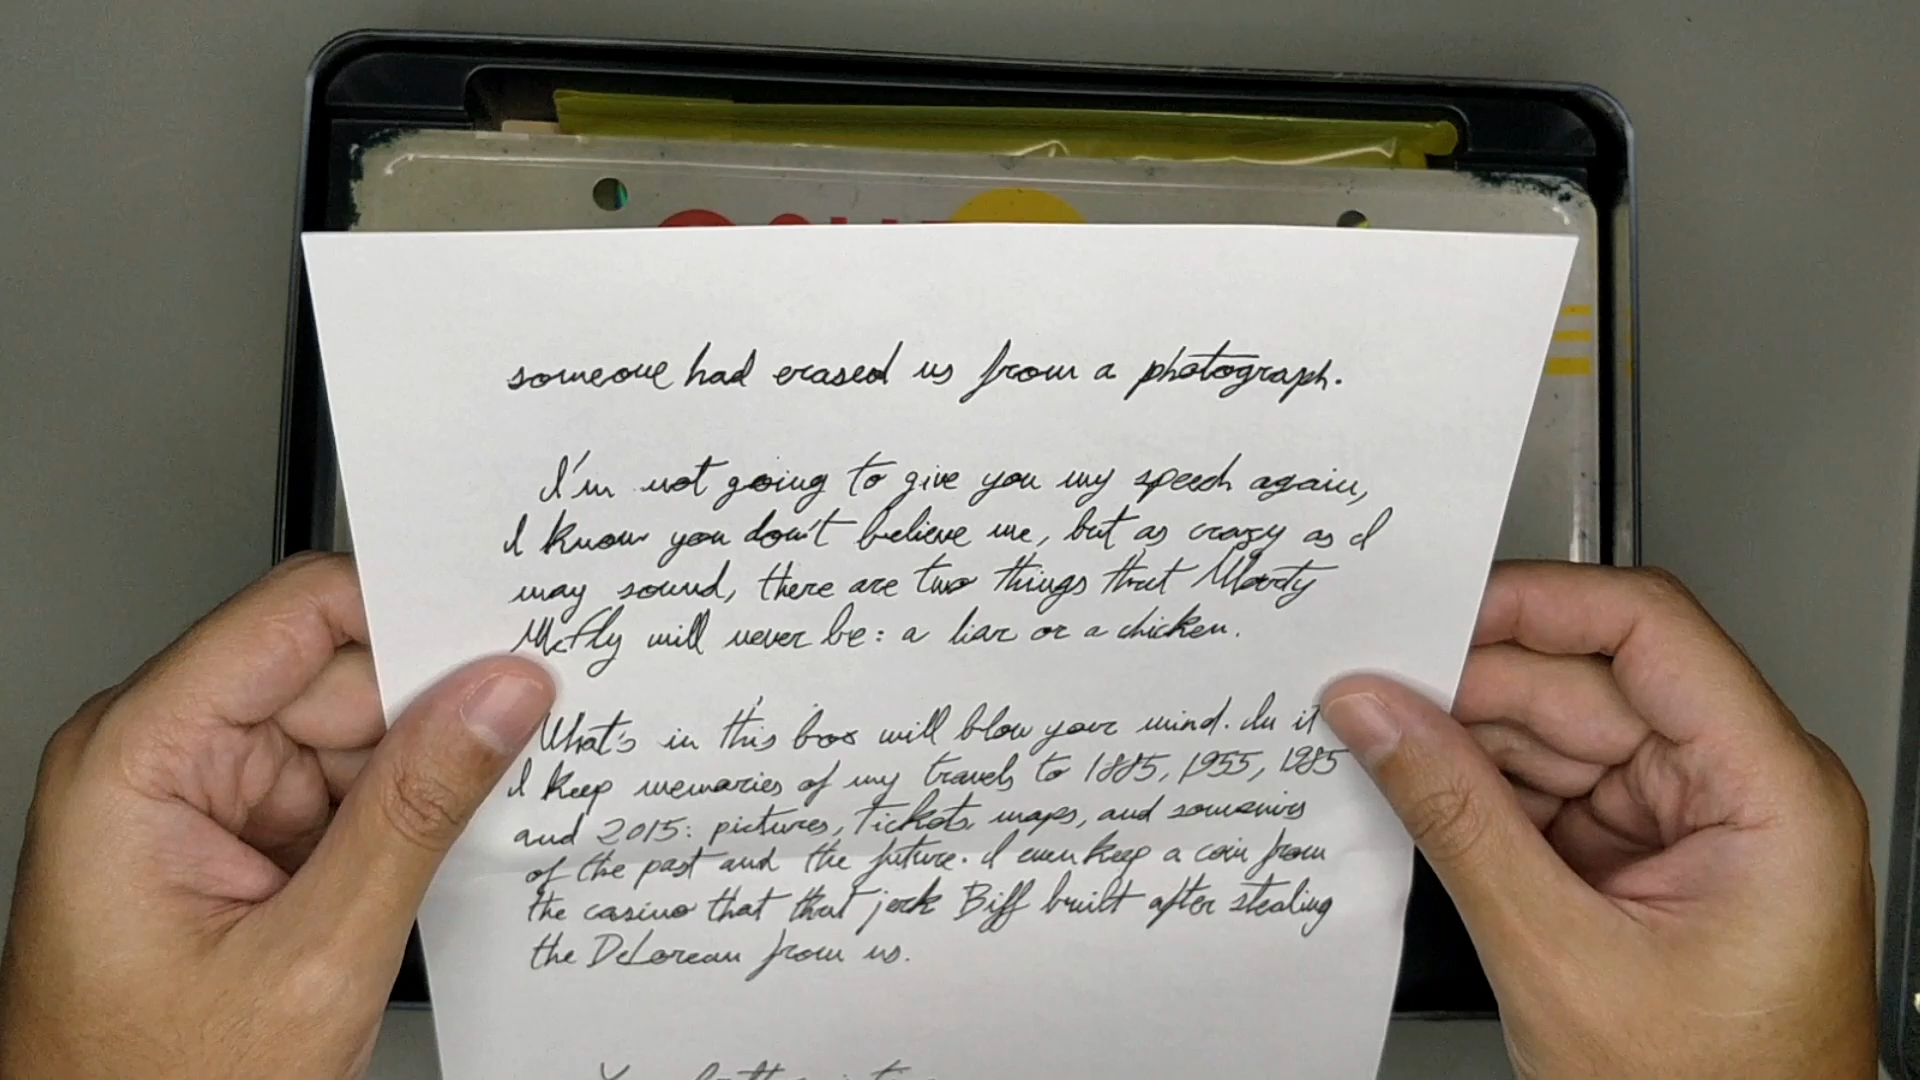 someone had erased us from a photograph.
I'm not going to give you my speech again,
I know you don't believe me, but as crazy as I
may sound, there are two things that Marty
McFly will never be: a liar or a chicken.
What's in this box will blow your mind. In it
I keep memories of my travels to 1885, 1955, 1985
and 2015: pictures, tickets, maps, and souvenirs
of the past and the future. I even keep a coin from
the casino that that jerk Biff built after stealing
the DeLorean from us.